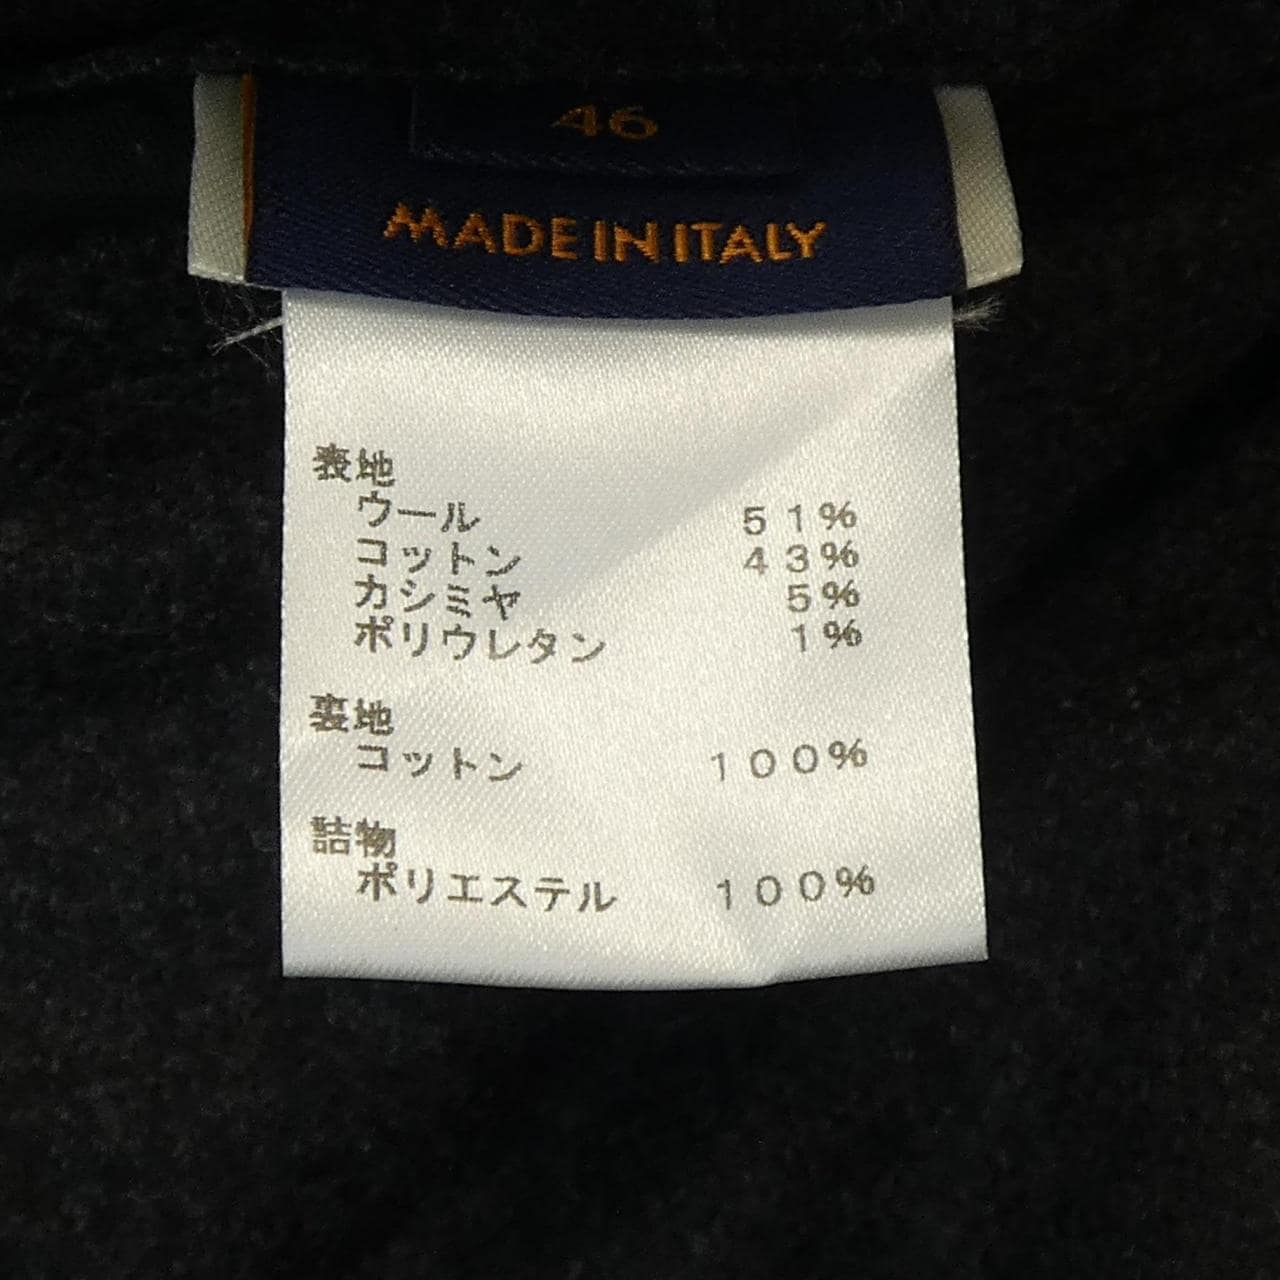 46
MADE IN ITALY
表地
ウール 51%
コットン 43%
カシミヤ 5%
ポリウレタン 1%
裏地
コットン 100%
詰物
ポリエステル 100%